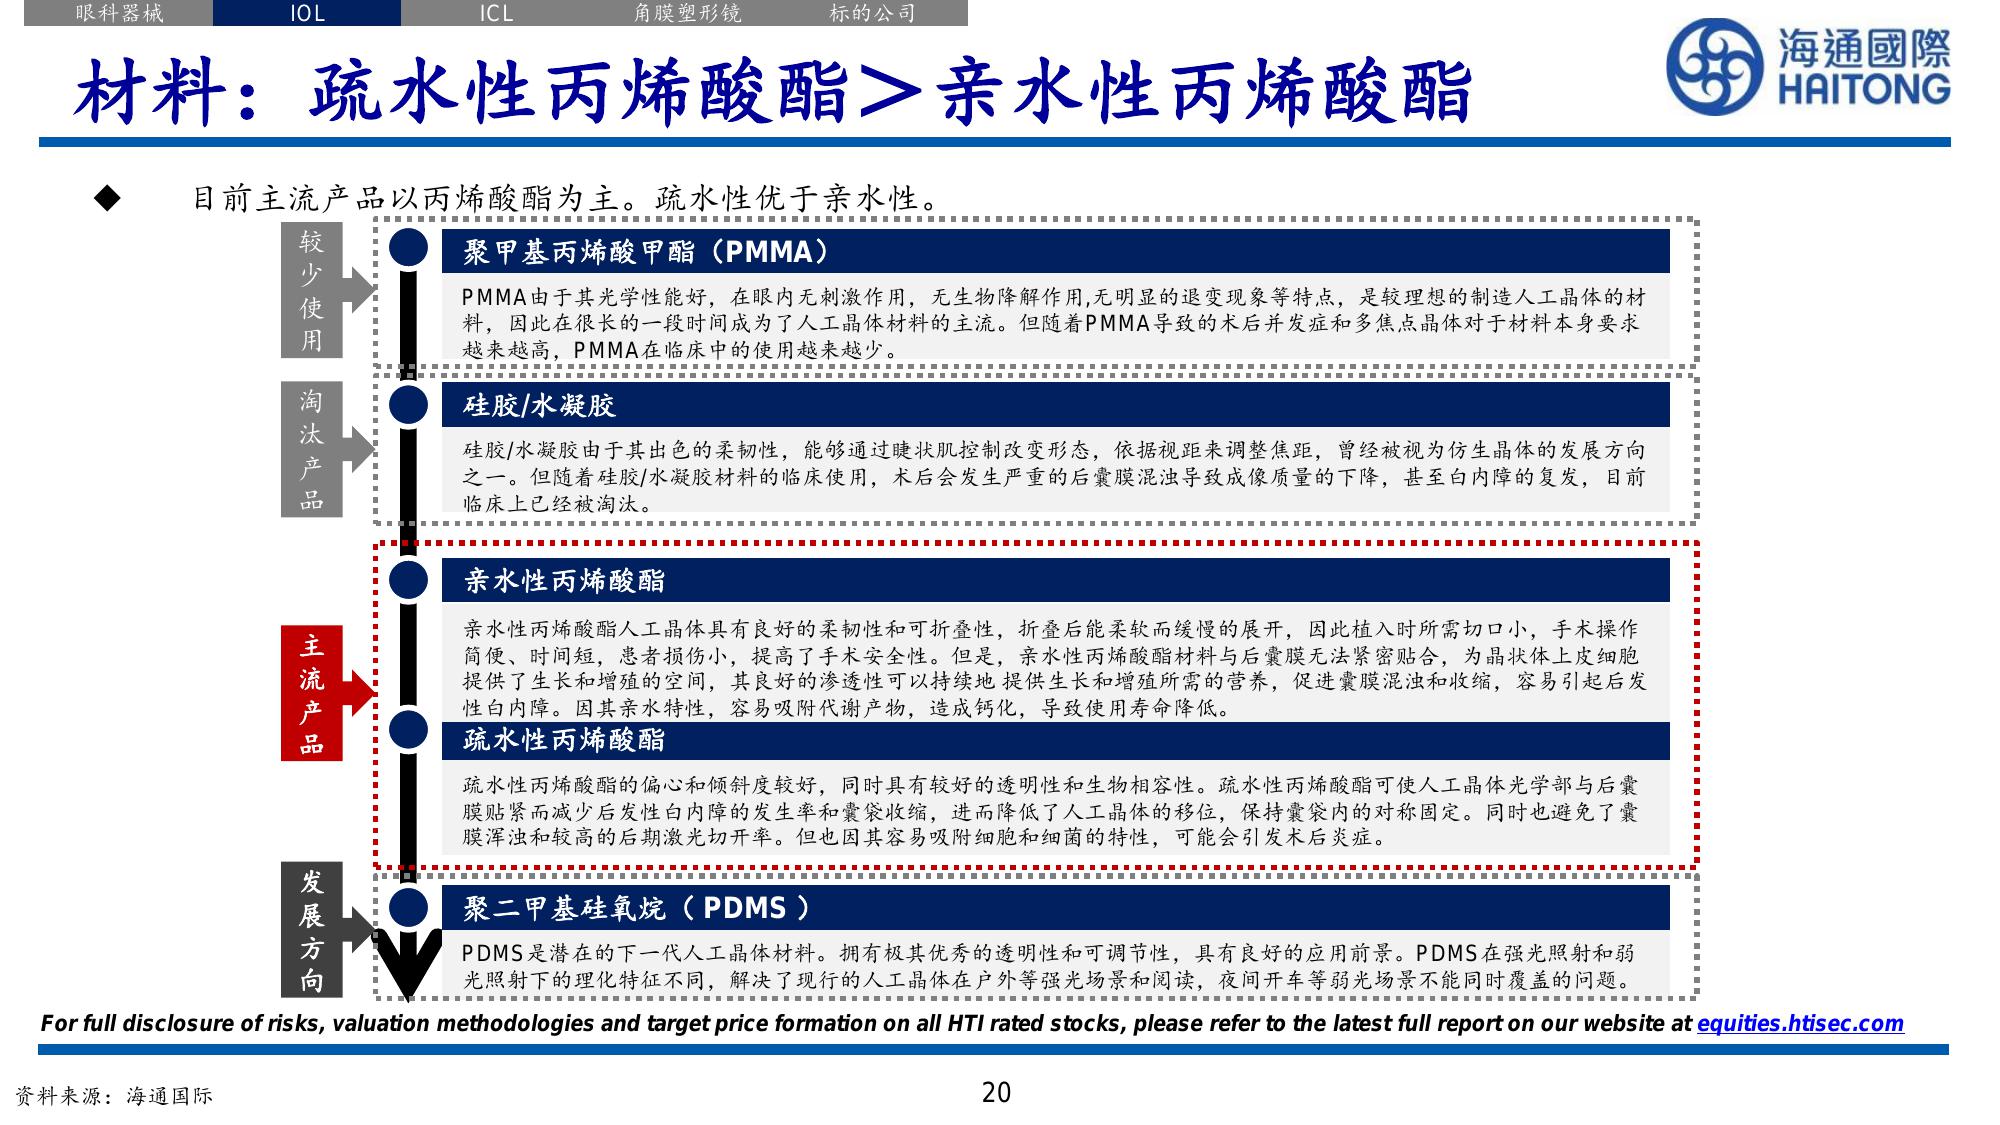 眼科器械
IOL
ICL
角膜塑形镜
标的公司
海通國際
HAITONG
材料：疏水性丙烯酸酯＞亲水性丙烯酸酯
◆ 目前主流产品以丙烯酸酯为主。疏水性优于亲水性。
较少使用
聚甲基丙烯酸甲酯（PMMA）
PMMA由于其光学性能好，在眼内无刺激作用，无生物降解作用,无明显的退变现象等特点，是较理想的制造人工晶体的材
料，因此在很长的一段时间成为了人工晶体材料的主流。但随着PMMA导致的术后并发症和多焦点晶体对于材料本身要求
越来越高，PMMA在临床中的使用越来越少。
淘汰产品
硅胶/水凝胶
硅胶/水凝胶由于其出色的柔韧性，能够通过睫状肌控制改变形态，依据视距来调整焦距，曾经被视为仿生晶体的发展方向
之一。但随着硅胶/水凝胶材料的临床使用，术后会发生严重的后囊膜混浊导致成像质量的下降，甚至白内障的复发，目前
临床上已经被淘汰。
主流产品
亲水性丙烯酸酯
亲水性丙烯酸酯人工晶体具有良好的柔韧性和可折叠性，折叠后能柔软而缓慢的展开，因此植入时所需切口小，手术操作
简便、时间短，患者损伤小，提高了手术安全性。但是，亲水性丙烯酸酯材料与后囊膜无法紧密贴合，为晶状体上皮细胞
提供了生长和增殖的空间，其良好的渗透性可以持续地 提供生长和增殖所需的营养，促进囊膜混浊和收缩，容易引起后发
性白内障。因其亲水特性，容易吸附代谢产物，造成钙化，导致使用寿命降低。
疏水性丙烯酸酯
疏水性丙烯酸酯的偏心和倾斜度较好，同时具有较好的透明性和生物相容性。疏水性丙烯酸酯可使人工晶体光学部与后囊
膜贴紧而减少后发性白内障的发生率和囊袋收缩，进而降低了人工晶体的移位，保持囊袋内的对称固定。同时也避免了囊
膜浑浊和较高的后期激光切开率。但也因其容易吸附细胞和细菌的特性，可能会引发术后炎症。
发展方向
聚二甲基硅氧烷（ PDMS ）
PDMS是潜在的下一代人工晶体材料。拥有极其优秀的透明性和可调节性，具有良好的应用前景。PDMS在强光照射和弱
光照射下的理化特征不同，解决了现行的人工晶体在户外等强光场景和阅读，夜间开车等弱光场景不能同时覆盖的问题。
For full disclosure of risks, valuation methodologies and target price formation on all HTI rated stocks, please refer to the latest full report on our website at equities.htisec.com
资料来源：海通国际
20